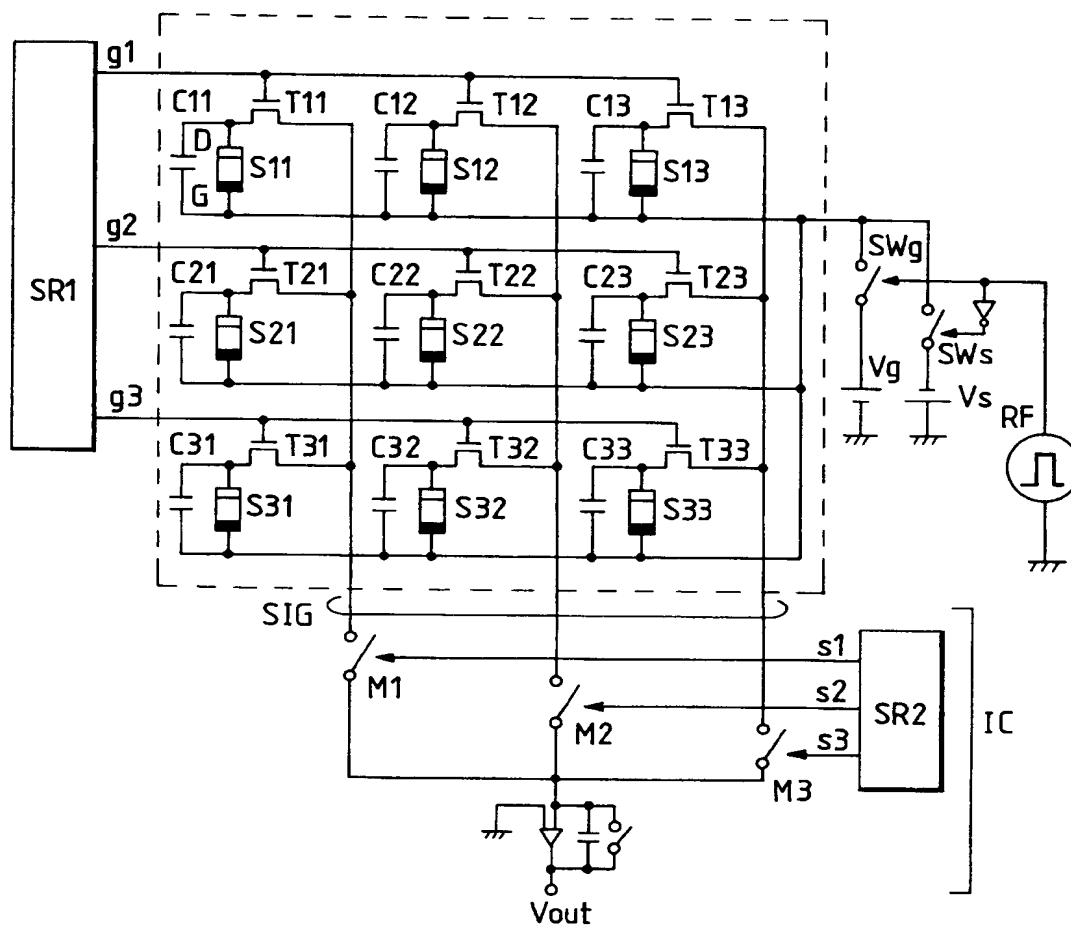 g1
C11 T11 C12 T12 C13 T13
D
S11 S12 S13
G
g2
SR1
C21 T21 C22 T22 C23 T23
SWg
S21 S22 S23
SWs
Vg Vs
g3
RF
C31 T31 C32 T32 C33 T33
S31 S32 S33
SIG
s1
M1
s2
SR2
IC
M2
s3
M3
Vout